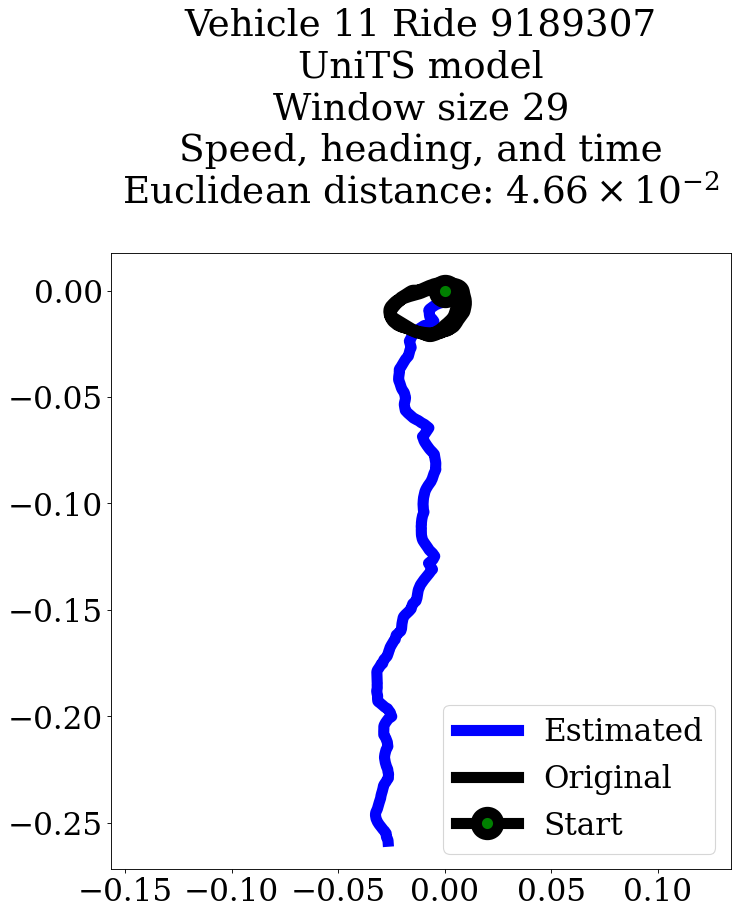 Vehicle 11 Ride 9189307
UniTS model
Window size 29
Speed, heading, and time
Euclidean distance: 4.66 × 10⁻²
0.00
−0.05
−0.10
−0.15
−0.20
−0.25
Estimated
Original
Start
−0.15 −0.10 −0.05 0.00 0.05 0.10